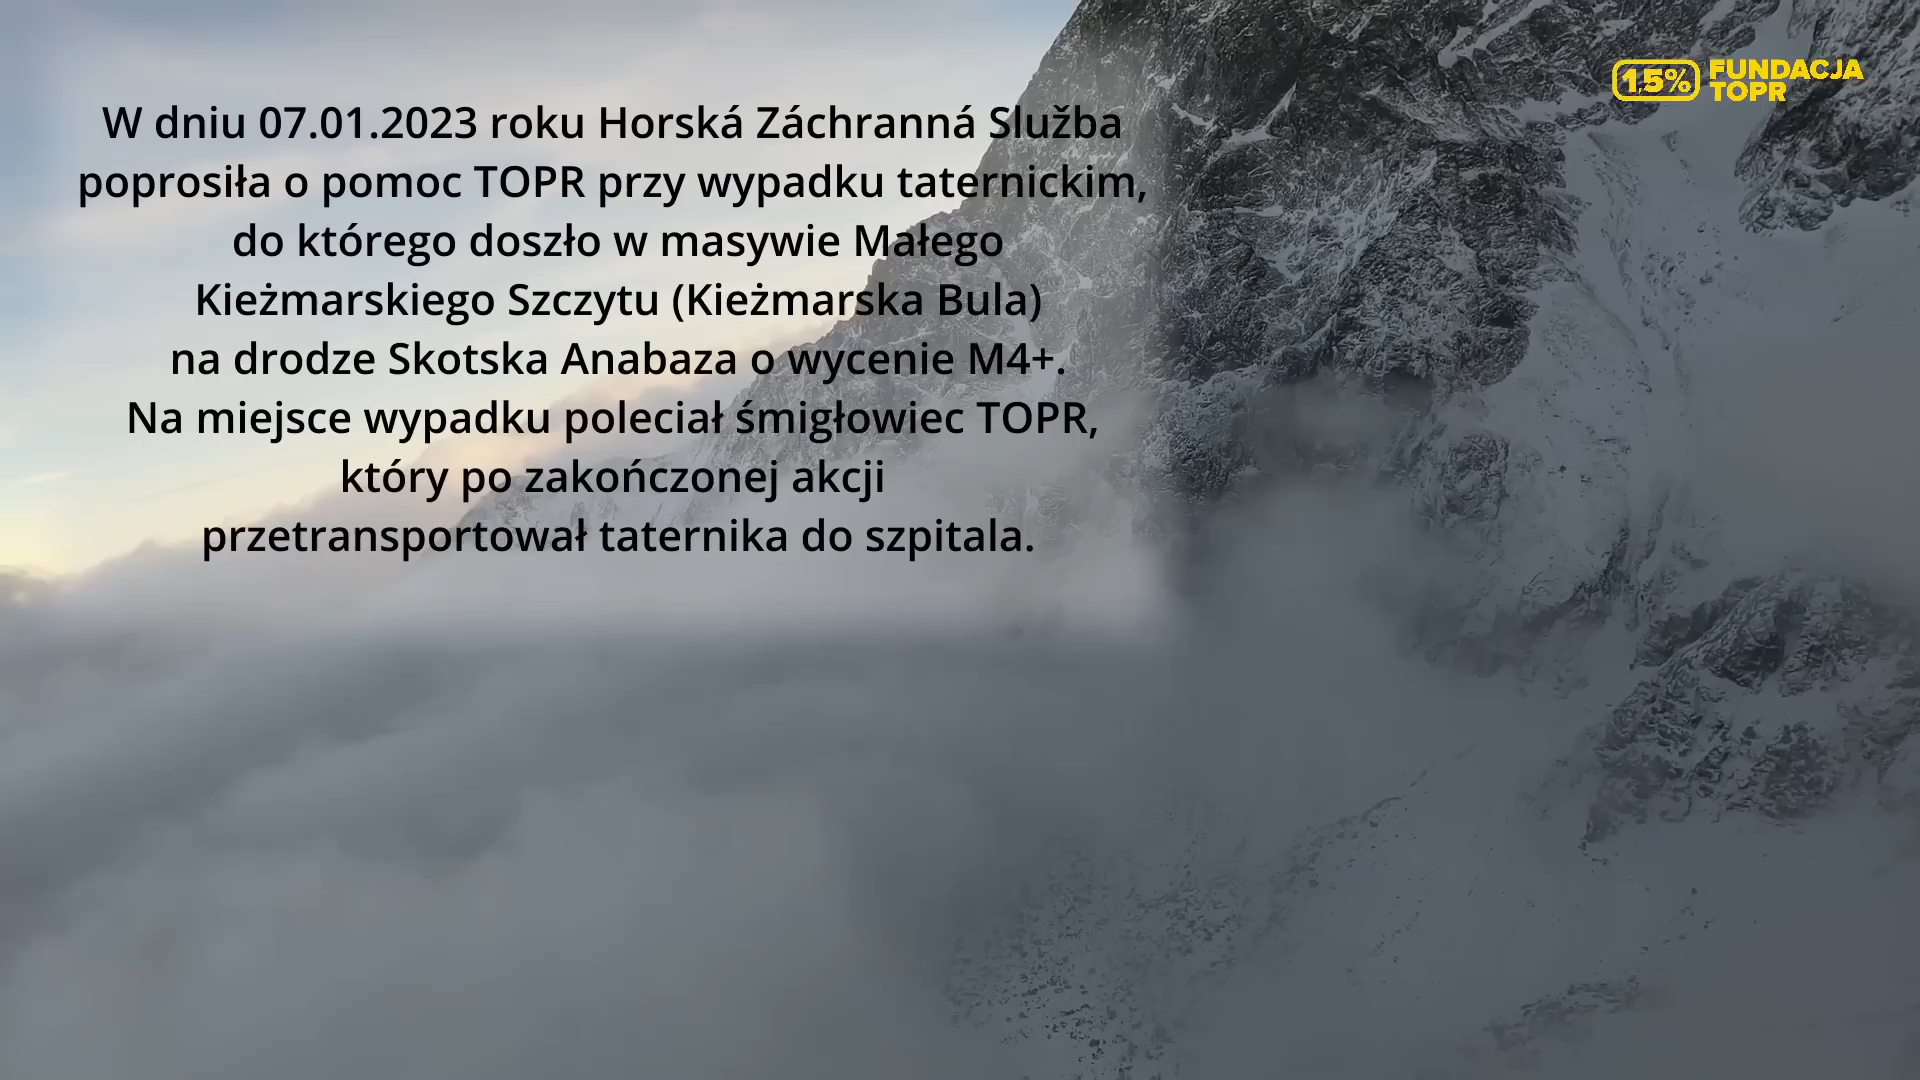 W dniu 07.01.2023 roku Horská Záchranná Služba
poprosiła o pomoc TOPR przy wypadku taternickim,
do którego doszło w masywie Małego
Kieżmarskiego Szczytu (Kieżmarska Bula)
na drodze Skotska Anabaza o wycenie M4+.
Na miejsce wypadku poleciał śmigłowiec TOPR,
który po zakończonej akcji
przetransportował taternika do szpitala.
1,5% FUNDACJA
TOPR